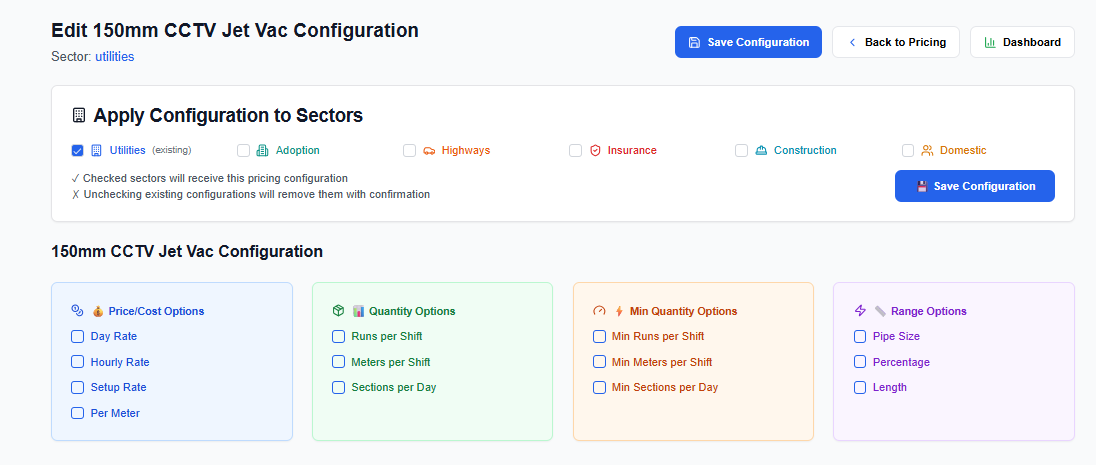 Edit 150mm CCTV Jet Vac Configuration
Sector: utilities
Save Configuration
Back to Pricing
Dashboard
Apply Configuration to Sectors
Utilities (existing)
Adoption
Highways
Insurance
Construction
Domestic
✓ Checked sectors will receive this pricing configuration
✗ Unchecking existing configurations will remove them with confirmation
💾 Save Configuration
150mm CCTV Jet Vac Configuration
💰 Price/Cost Options
Day Rate
Hourly Rate
Setup Rate
Per Meter
📊 Quantity Options
Runs per Shift
Meters per Shift
Sections per Day
⚡ Min Quantity Options
Min Runs per Shift
Min Meters per Shift
Min Sections per Day
📏 Range Options
Pipe Size
Percentage
Length